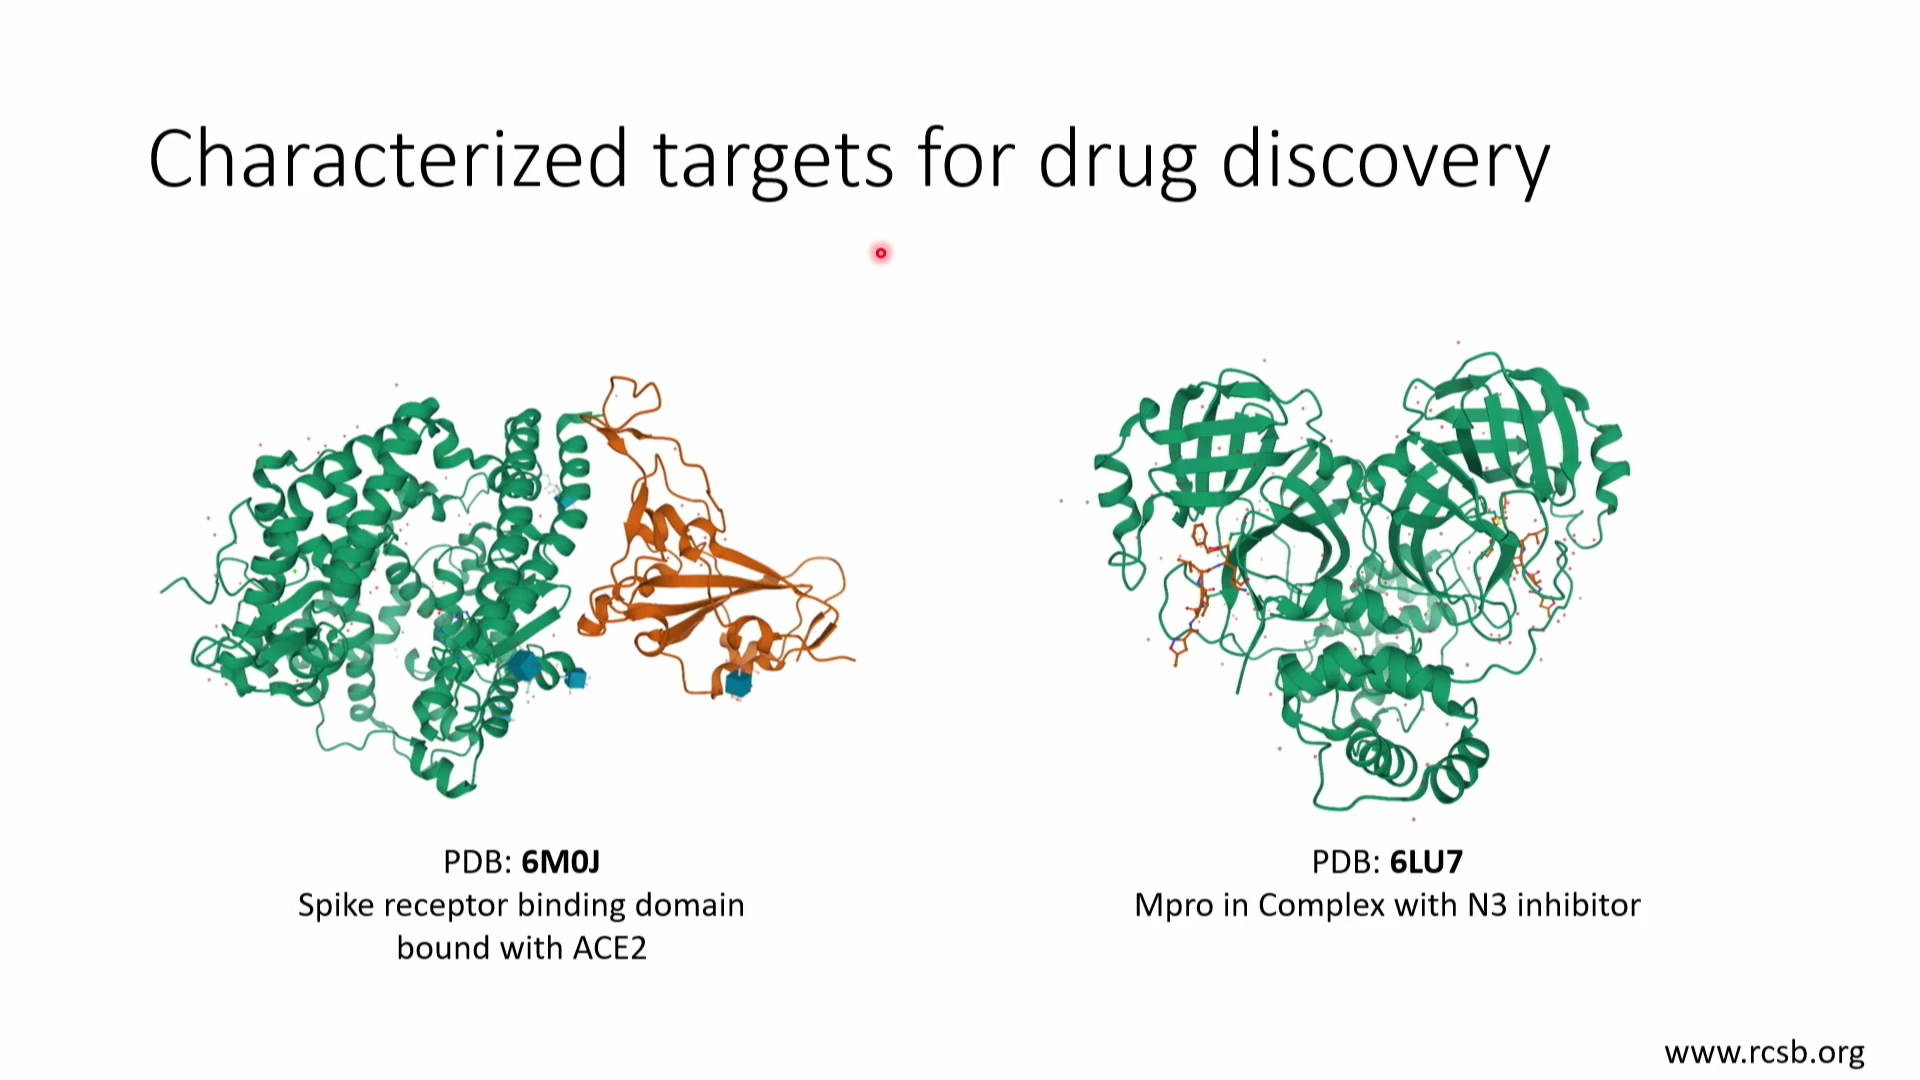 Characterized targets for drug discovery
PDB: 6M0J
Spike receptor binding domain
bound with ACE2
PDB: 6LU7
Mpro in Complex with N3 inhibitor
www.rcsb.org